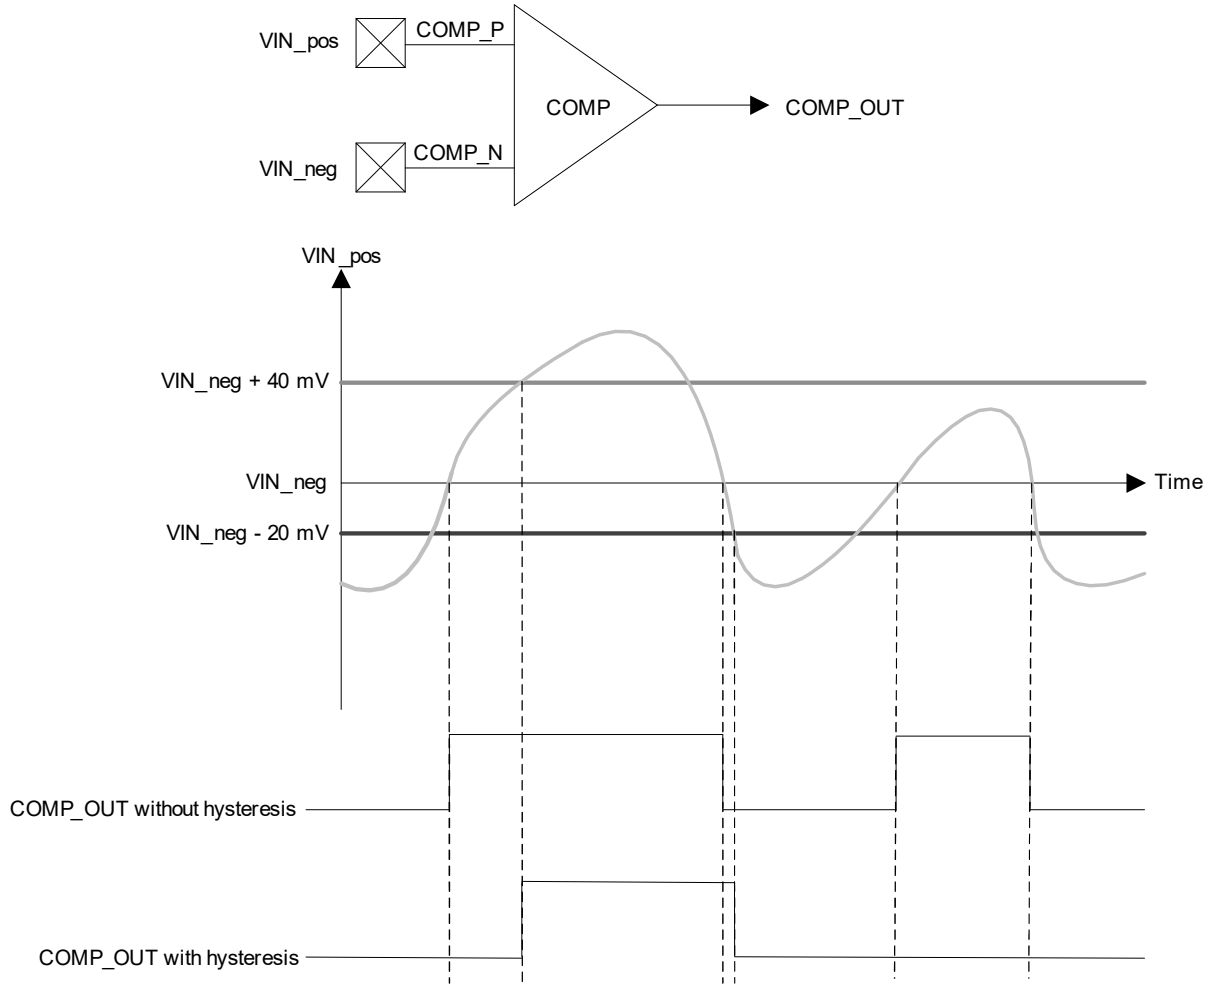 VIN_pos
COMP_P
COMP
COMP_OUT
VIN_neg
COMP_N
VIN_pos
VIN_neg + 40 mV
VIN_neg
Time
VIN_neg - 20 mV
COMP_OUT without hysteresis
COMP_OUT with hysteresis